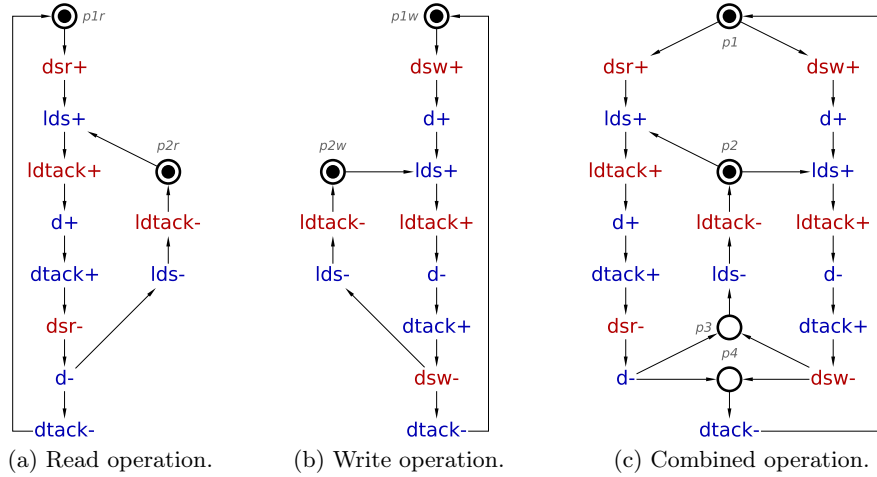 p1r
dsr+
lds+
p2r
ldtack+
d+
ldtack-
dtack+
lds-
dsr-
d-
dtack-
(a) Read operation.
p1w
dsw+
d+
p2w
lds+
ldtack-
ldtack+
lds-
d-
dtack+
dsw-
dtack-
(b) Write operation.
p1
dsr+
dsw+
lds+
d+
p2
ldtack+
lds+
d+
ldtack-
ldtack+
dtack+
lds-
d-
dsr-
p3
dtack+
p4
d-
dsw-
dtack-
(c) Combined operation.